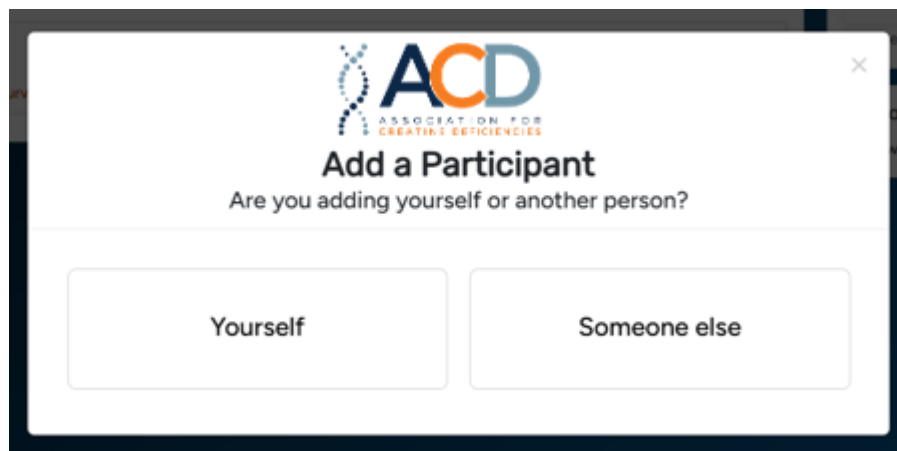 ACD
ASSOCIATION FOR
CREATINE DEFICIENCIES
Add a Participant
Are you adding yourself or another person?
Yourself
Someone else